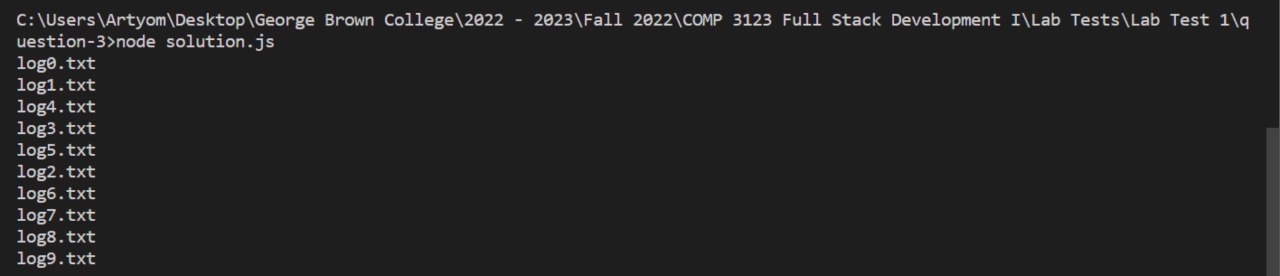 C:\Users\Artyom\Desktop\George Brown College\2022 - 2023\Fall 2022\COMP 3123 Full Stack Development I\Lab Tests\Lab Test 1\q
uestion-3>node solution.js
log0.txt
log1.txt
log4.txt
log3.txt
log5.txt
log2.txt
log6.txt
log7.txt
log8.txt
log9.txt